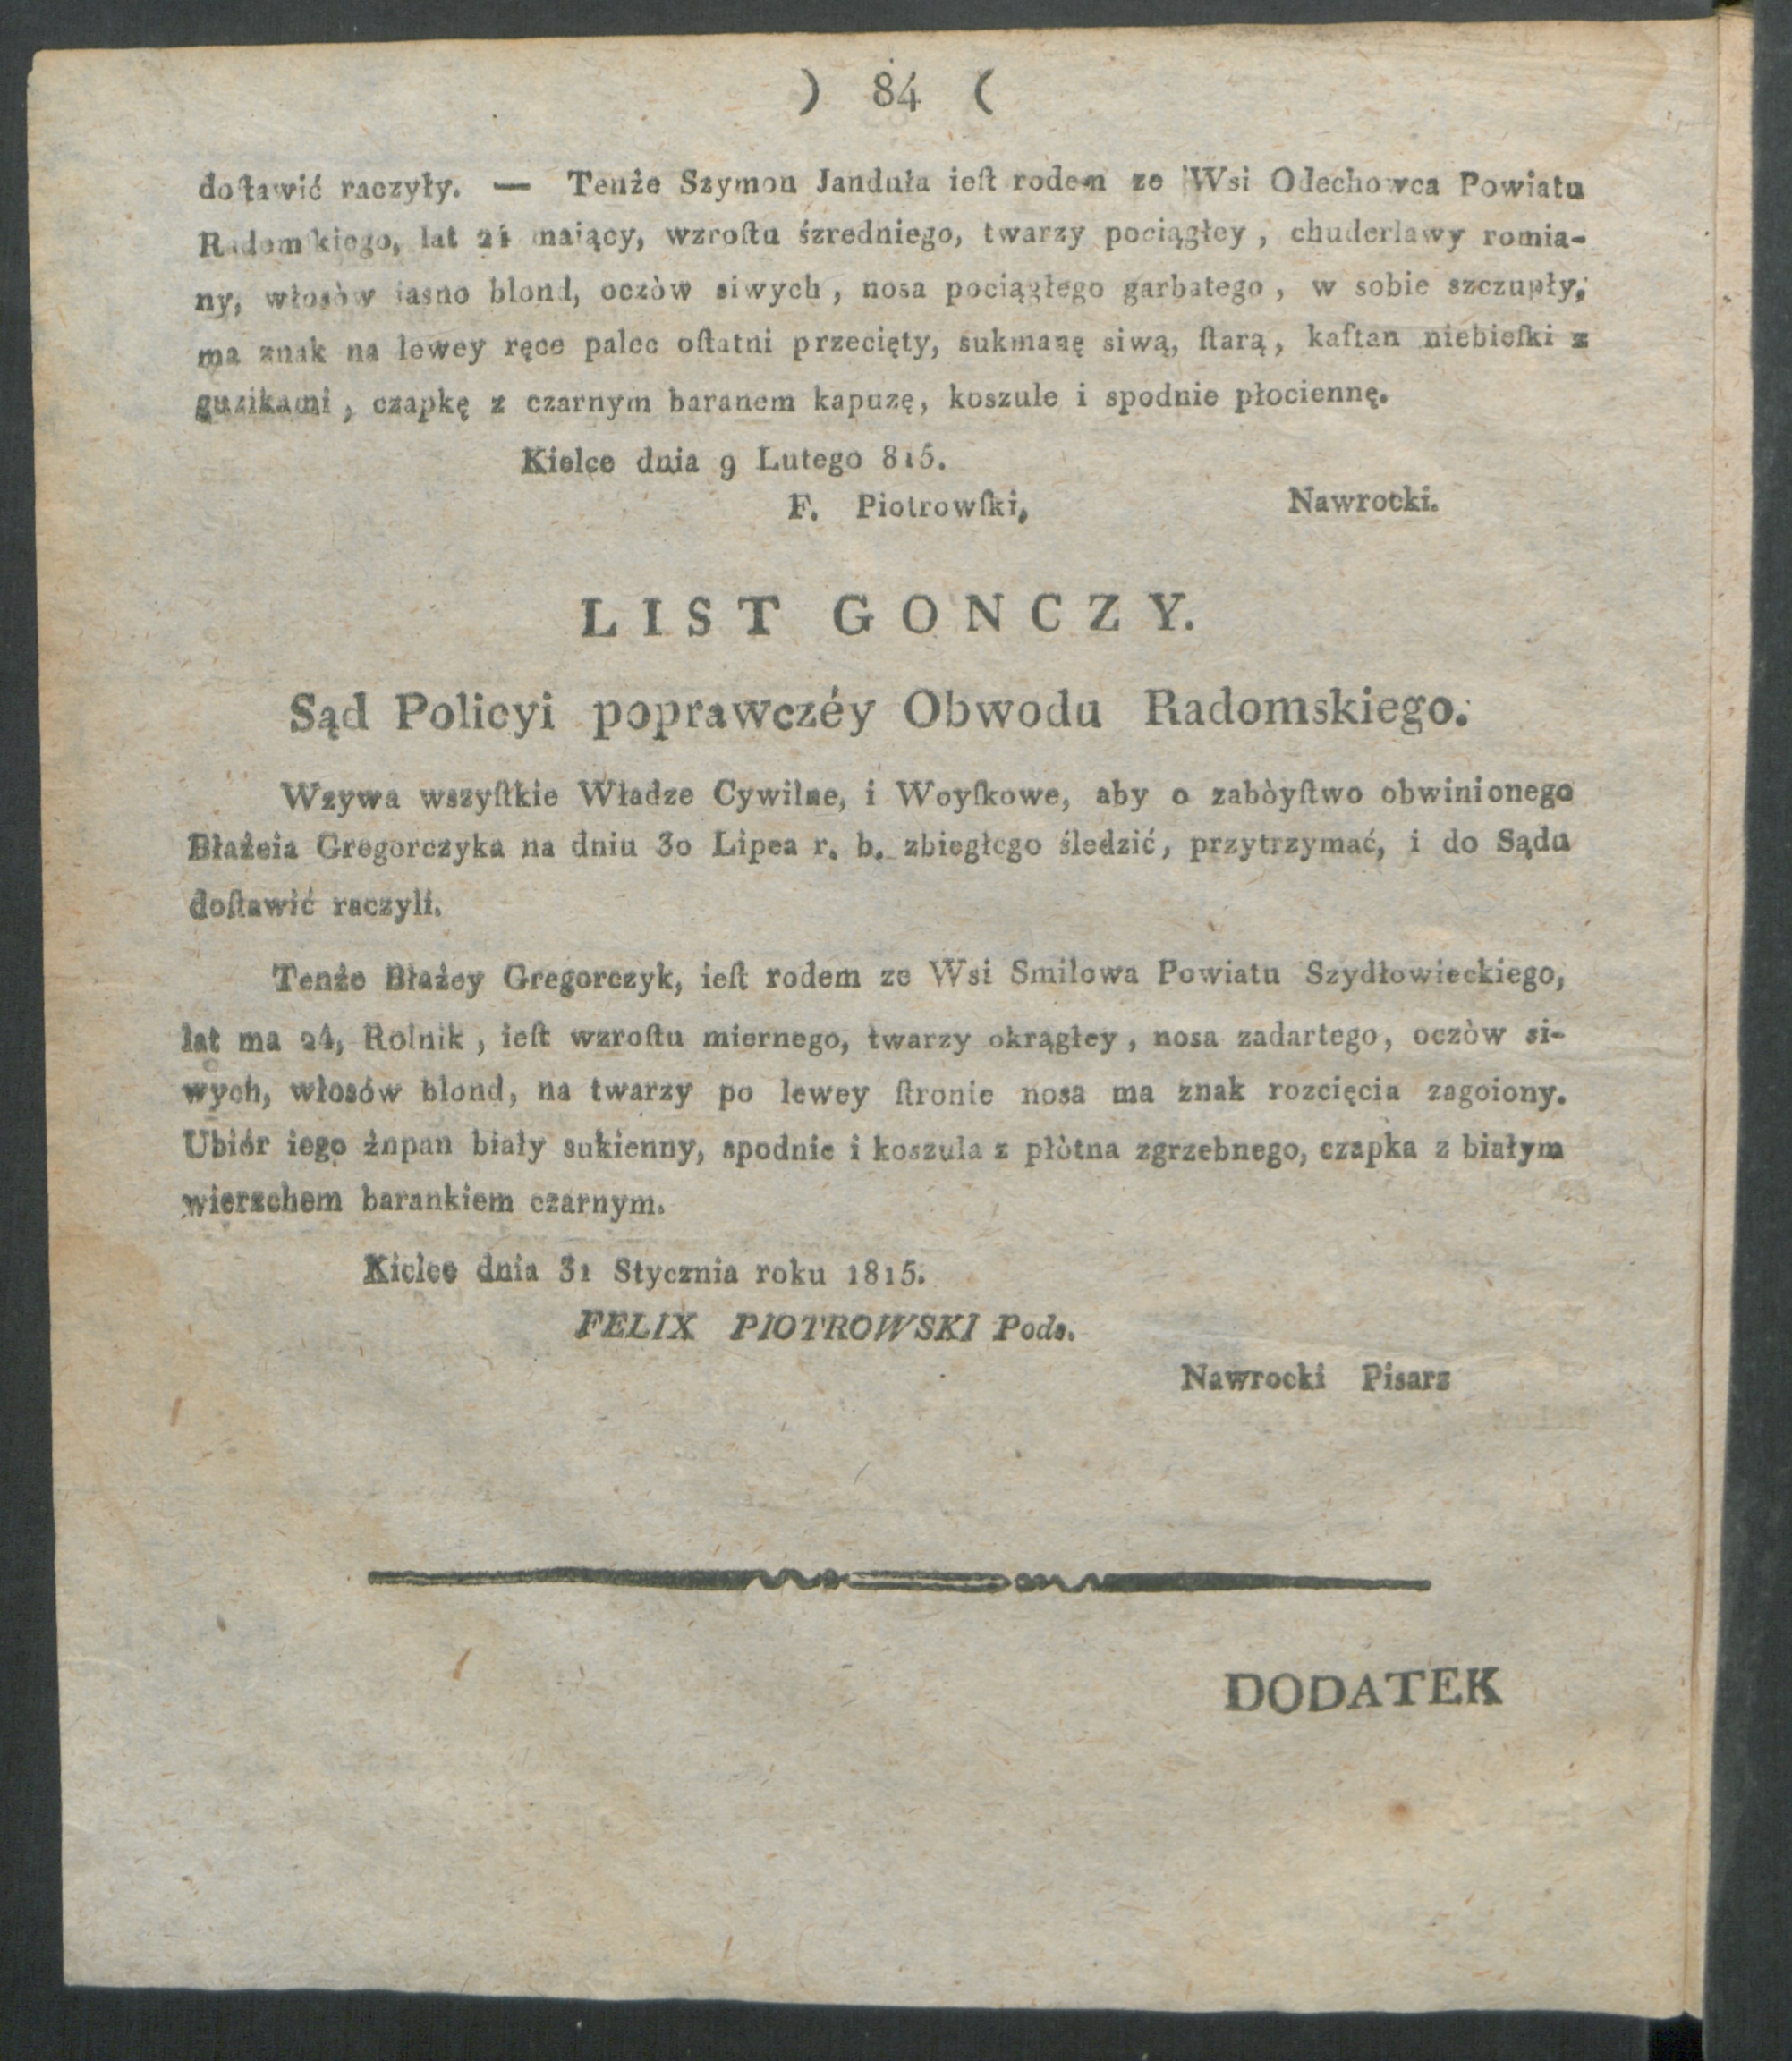 ) 84 (
doſtawić raczyły. — Tenże Szymon Janduła ieſt rodem ze Wsi Odechowca Powiatu
Radomſkiego, lat 24 maiący, wzroſtu śzredniego, twarzy pociągłey, chuderlawy romia-
ny, włosòw iasno blond, oczòw siwych, nosa pociągłego garbatego, w sobie szczupły,
ma znak na lewey ręce palec oſtatni przecięty, sukmanę siwą, ſtarą, kaftan niebieſki z
guzikami, czapkę z czarnym baranem kapuzę, koszule i spodnie płociennę.
Kielce dnia 9 Lutego 815.
F. Piotrowſki, Nawrocki.
LIST GONCZY.
Sąd Policyi poprawczéy Obwodu Radomskiego.
Wzywa wszyſtkie Władze Cywilne, i Woyſkowe, aby o zabòyſtwo obwinionego
Błażeia Gregorczyka na dniu 30 Lipca r. b. zbiegłego śledzić, przytrzymać, i do Sądu
doſtawić raczyli.
Tenże Błażey Gregorczyk, ieſt rodem ze Wsi Smilowa Powiatu Szydłowieckiego,
lat ma 24, Rolnik, ieſt wzroſtu miernego, twarzy okrągłey, nosa zadartego, oczòw si-
wych, włosów blond, na twarzy po lewey ſtronie nosa ma znak rozcięcia zagoiony.
Ubiór iego żnpan biały sukienny, spodnie i koszula z płòtna zgrzebnego, czapka z białym
wierzchem barankiem czarnym.
Kielce dnia 31 Stycznia roku 1815.
FELIX PIOTROWSKI Pods.
Nawrocki Pisarz
DODATEK